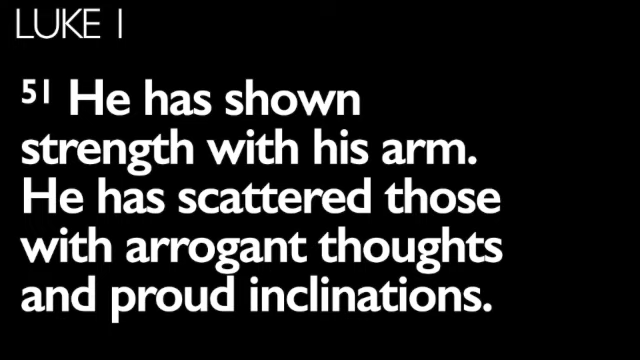 LUKE 1
51 He has shown
strength with his arm.
He has scattered those
with arrogant thoughts
and proud inclinations.